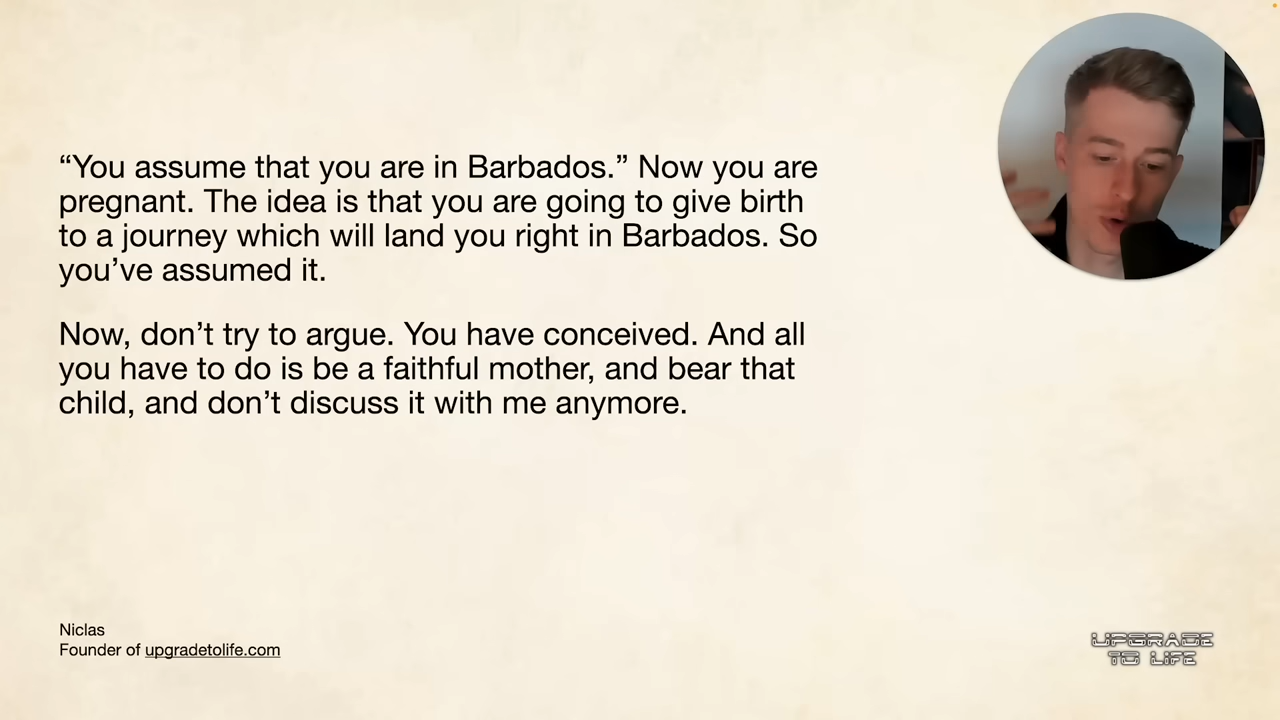 “You assume that you are in Barbados.” Now you are
pregnant. The idea is that you are going to give birth
to a journey which will land you right in Barbados. So
you’ve assumed it.
Now, don’t try to argue. You have conceived. And all
you have to do is be a faithful mother, and bear that
child, and don’t discuss it with me anymore.
Niclas
Founder of upgradetolife.com
UPGRADE
TO LIFE